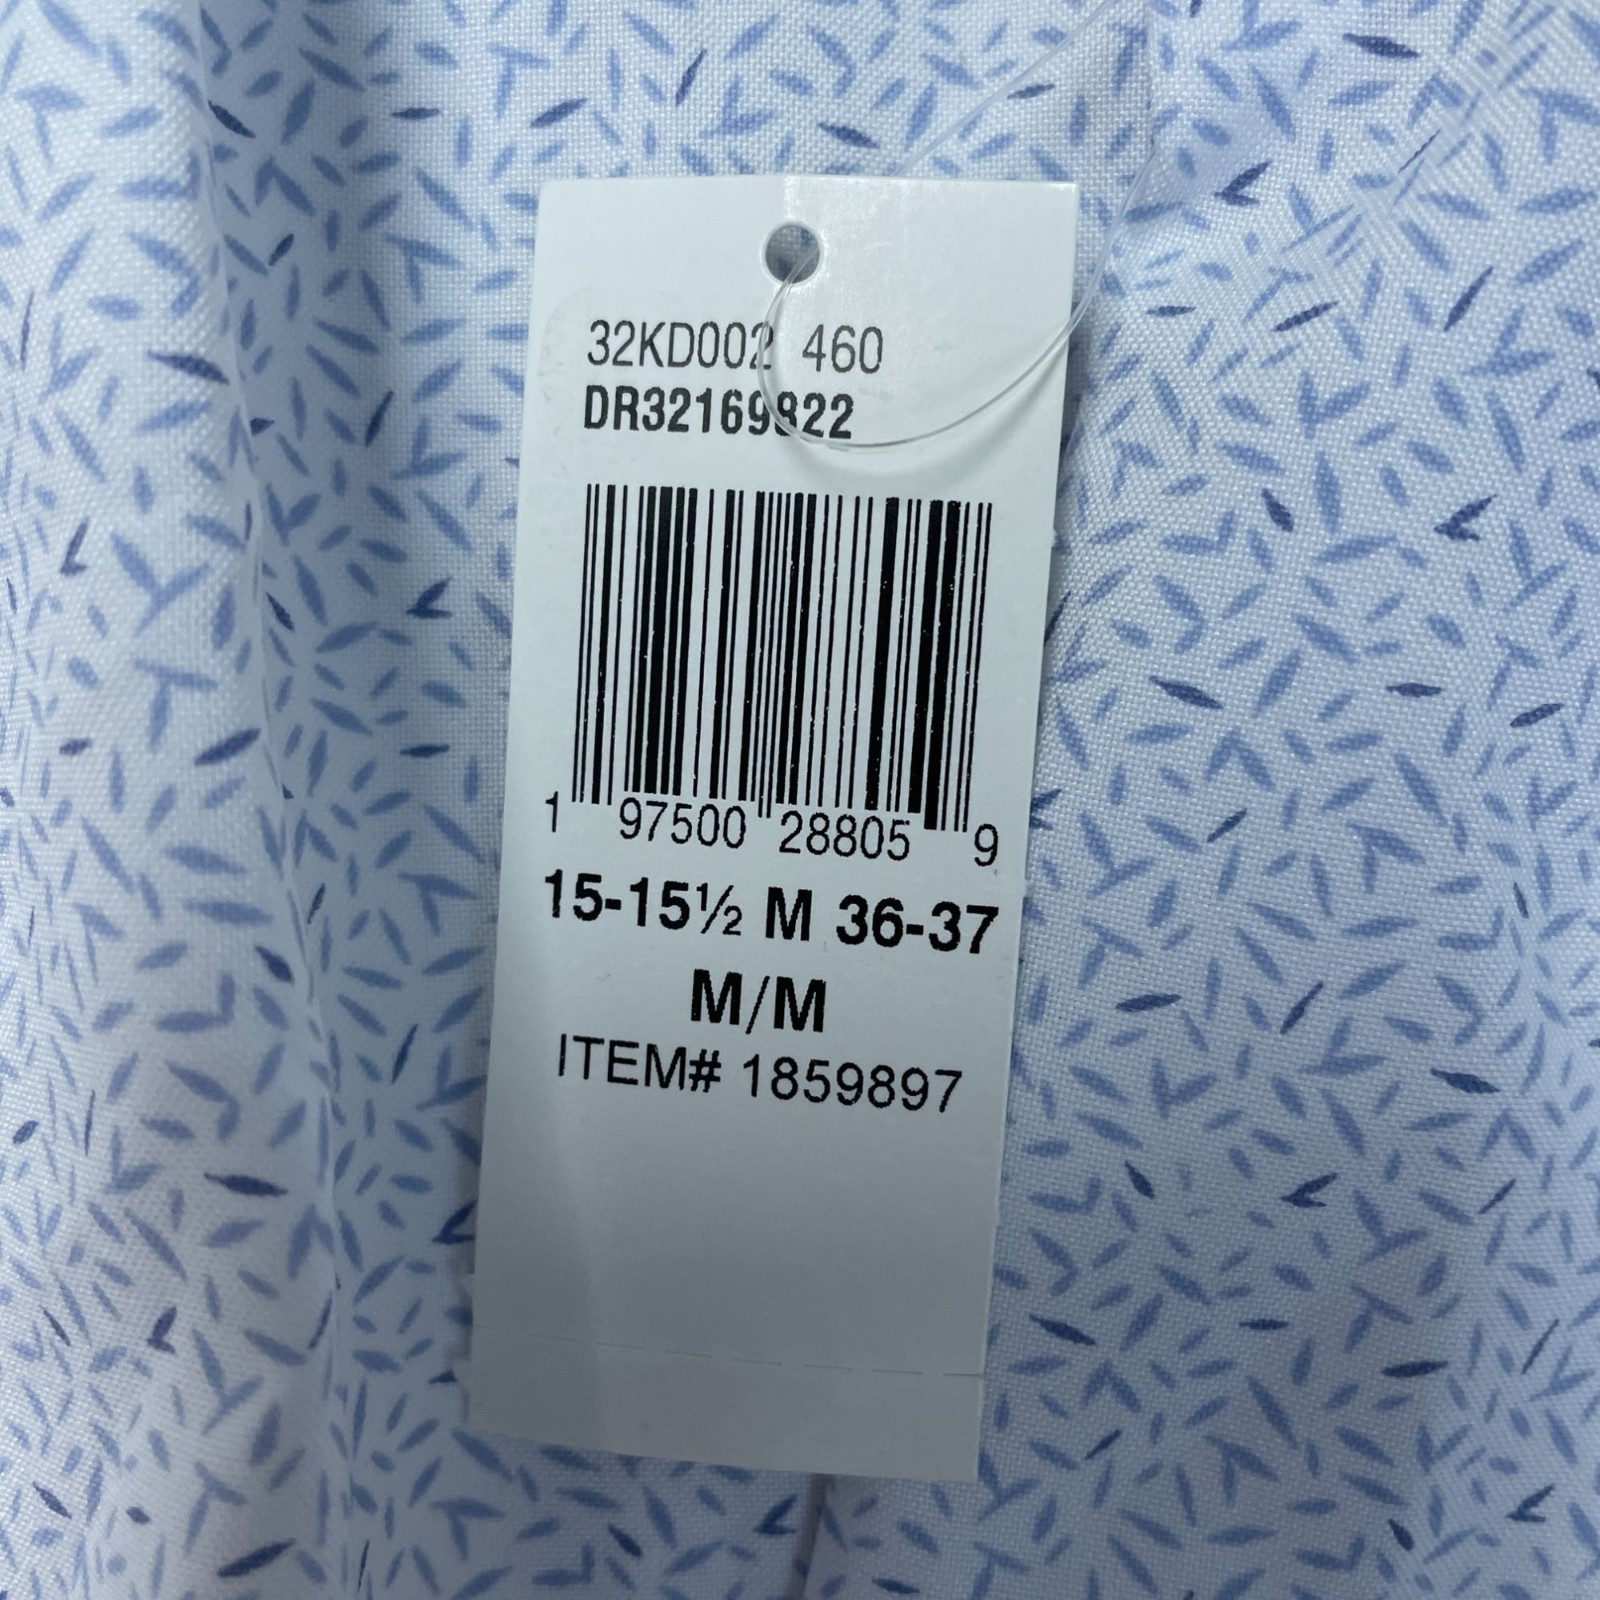 32KD002 460
DR32169822
1 97500 28805 9
15-15½ M 36-37
M/M
ITEM# 1859897